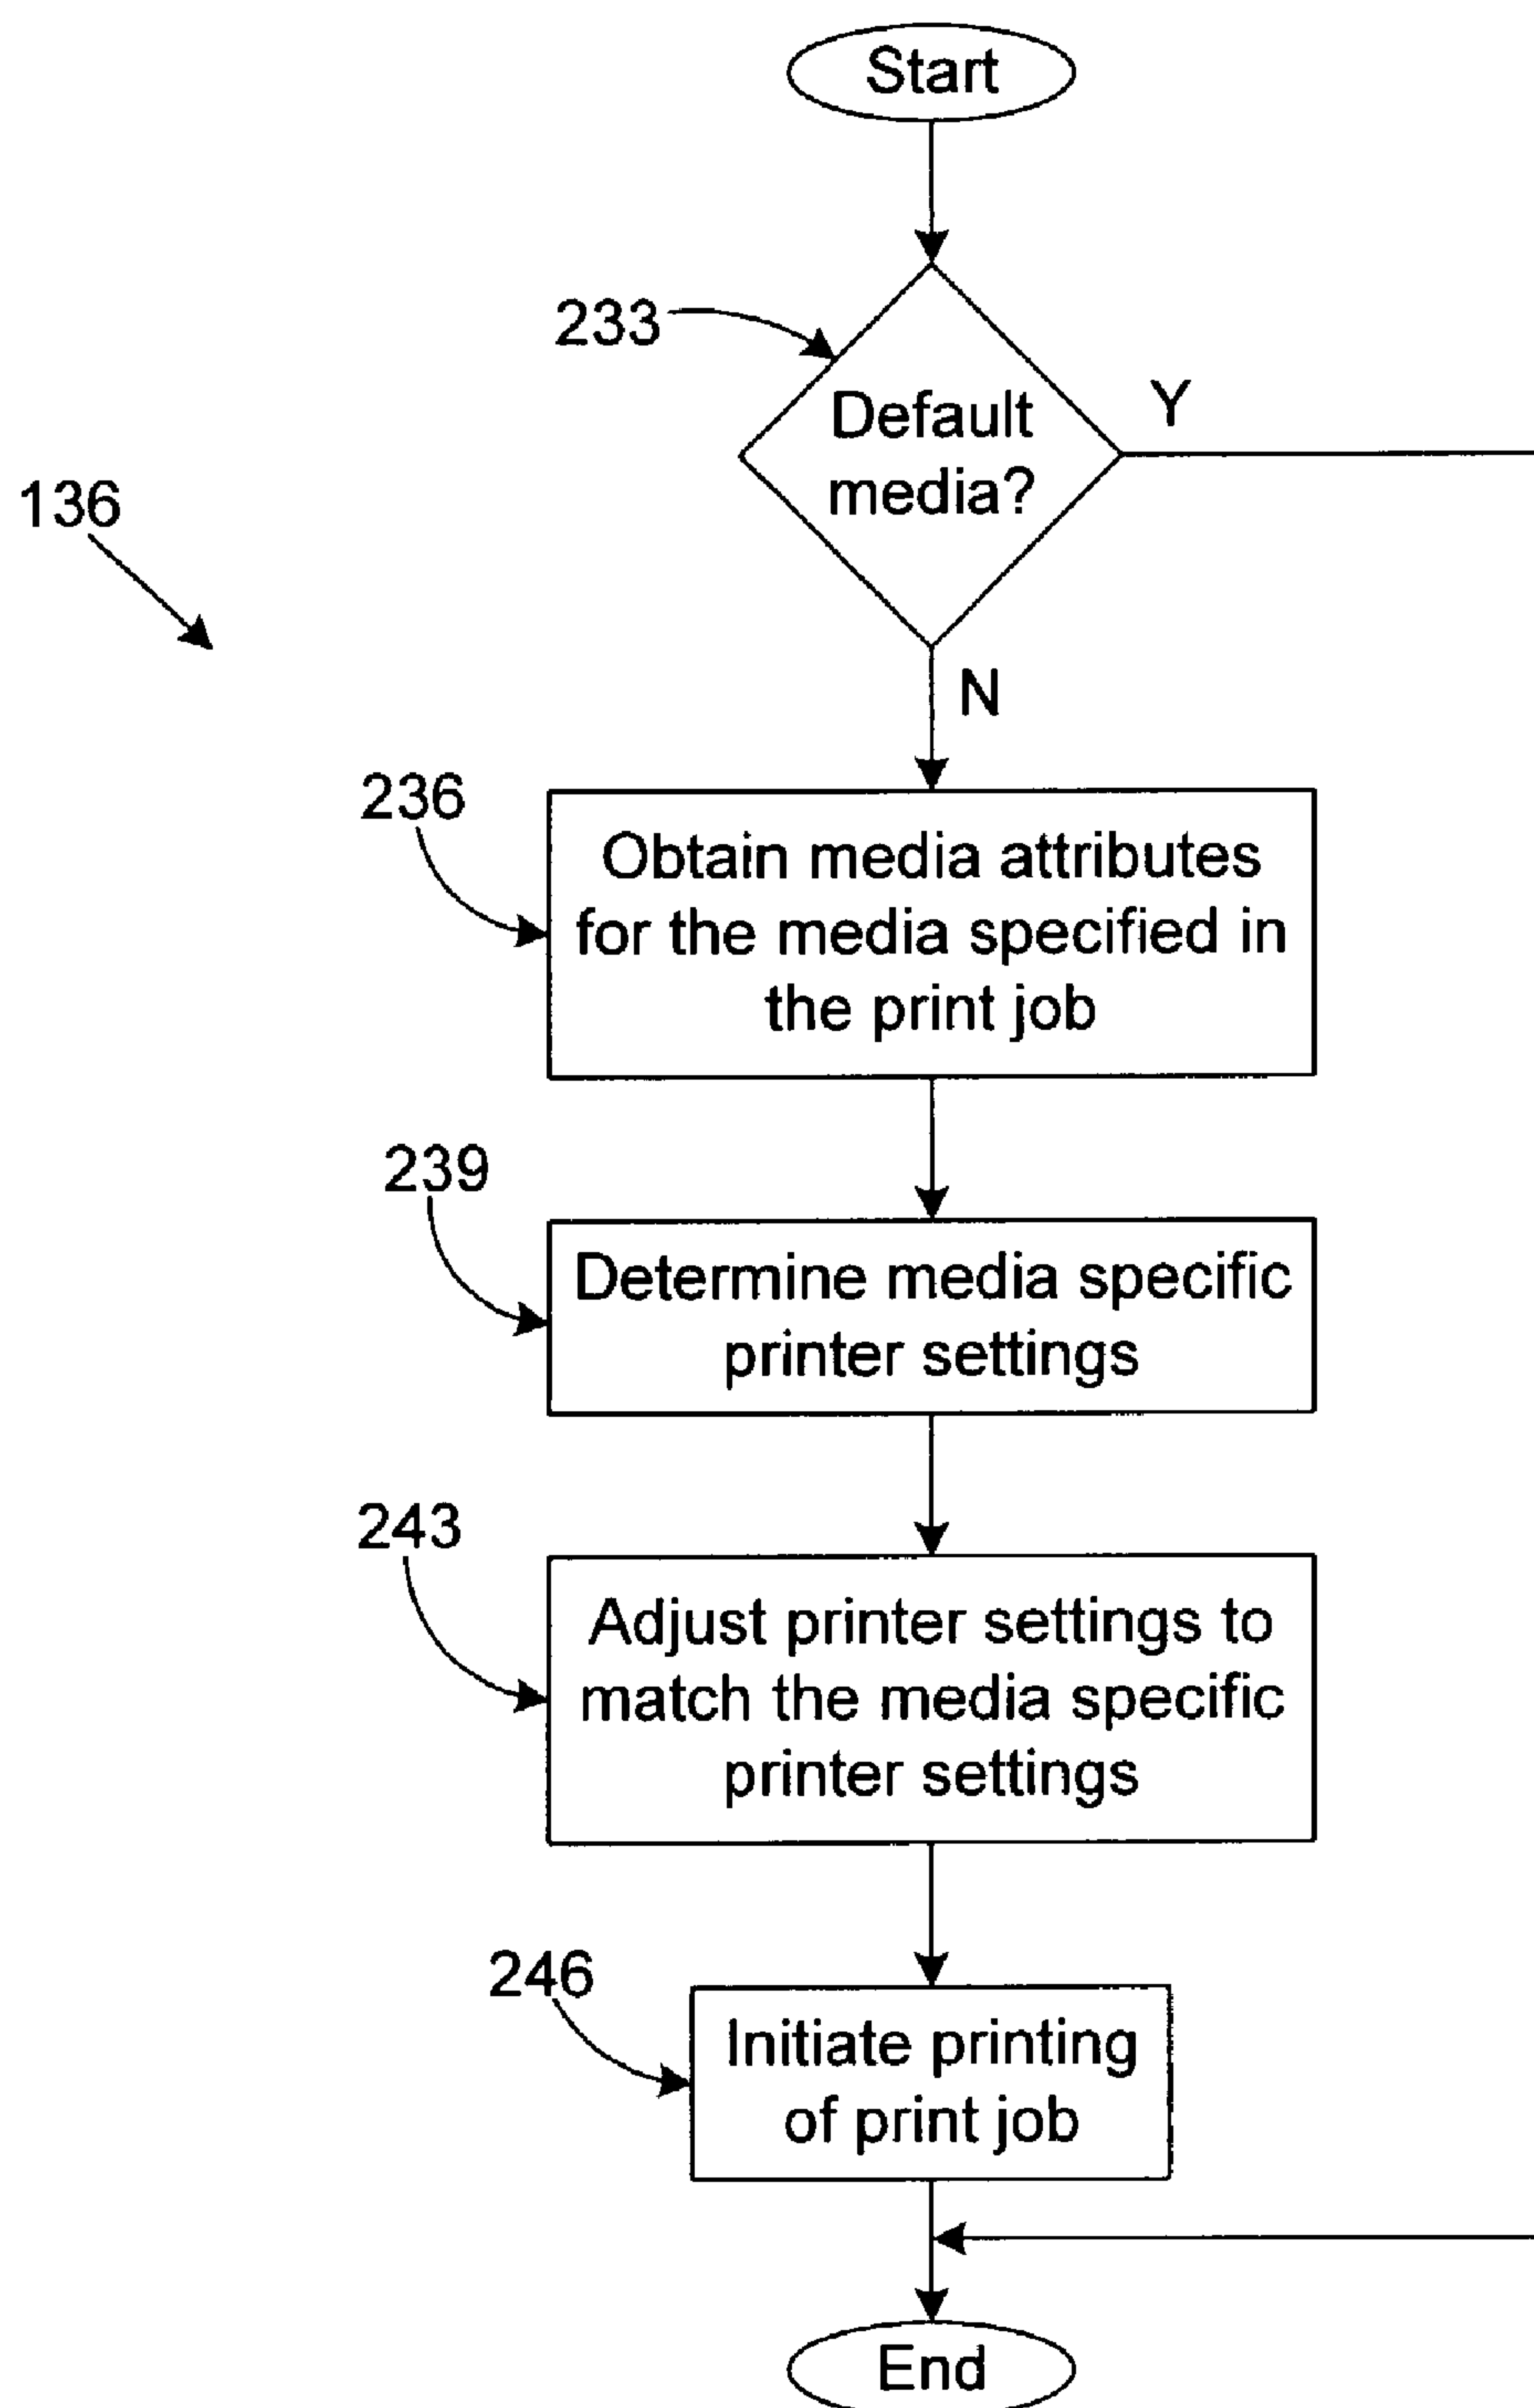 Start
233
Default
media?
Y
136
N
236
Obtain media attributes
for the media specified in
the print job
239
Determine media specific
printer settings
243
Adjust printer settings to
match the media specific
printer settings
246
Initiate printing
of print job
End